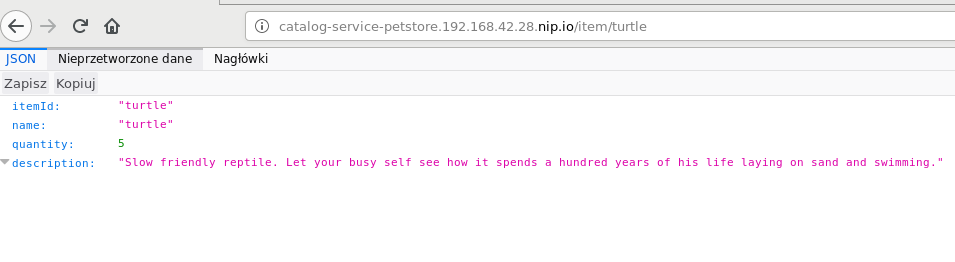 catalog-service-petstore.192.168.42.28.nip.io/item/turtle
JSON Nieprzetworzone dane Nagłówki
Zapisz Kopiuj
itemId: "turtle"
name: "turtle"
quantity: 5
description: "Slow friendly reptile. Let your busy self see how it spends a hundred years of his life laying on sand and swimming."